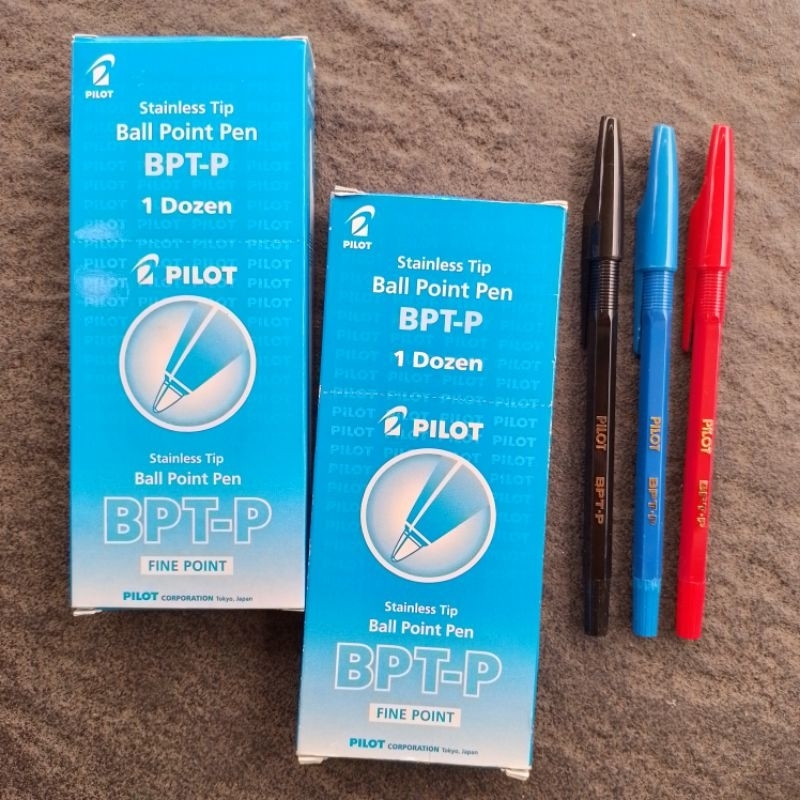 PILOT
Stainless Tip
Ball Point Pen
BPT-P
1 Dozen
PILOT
Stainless Tip
Ball Point Pen
BPT-P
FINE POINT
PILOT CORPORATION Tokyo, Japan
PILOT
Stainless Tip
Ball Point Pen
BPT-P
1 Dozen
PILOT
Stainless Tip
Ball Point Pen
BPT-P
FINE POINT
PILOT CORPORATION Tokyo, Japan
PILOT BPT-P
PILOT BPT-P
PILOT BPT-P